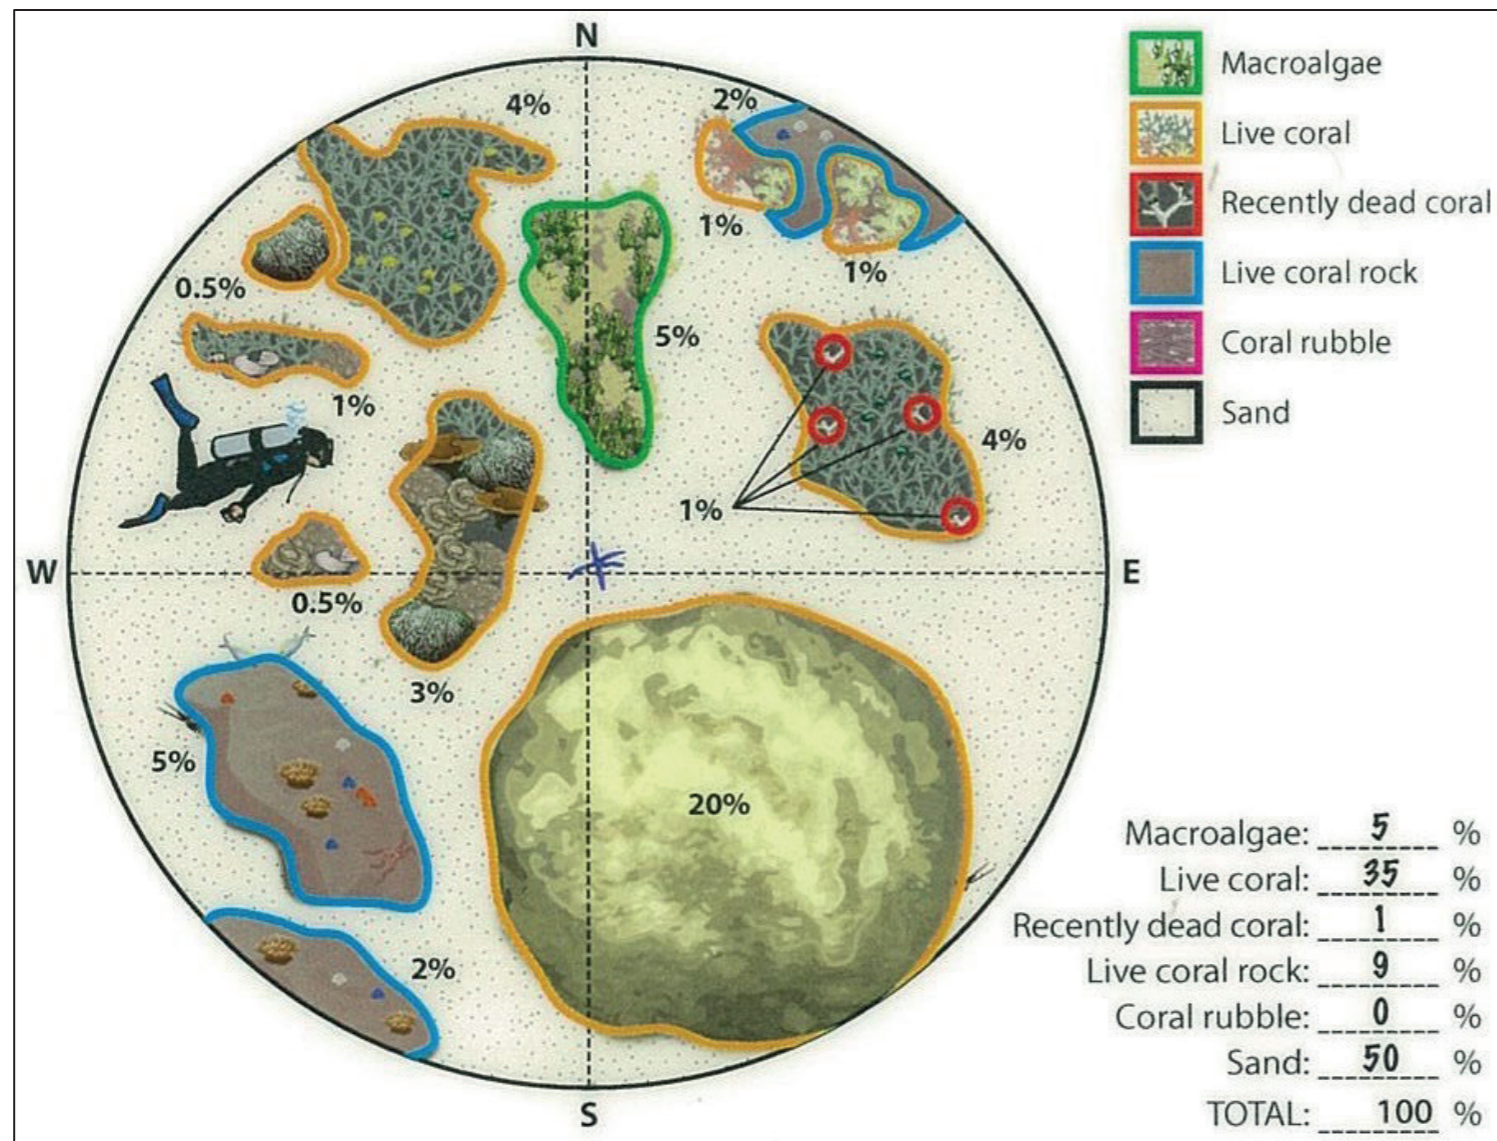 N
4%
2%
1%
1%
0.5%
5%
1%
4%
1%
W
E
0.5%
3%
5%
20%
2%
S
Macroalgae
Live coral
Recently dead coral
Live coral rock
Coral rubble
Sand
Macroalgae: 5 %
Live coral: 35 %
Recently dead coral: 1 %
Live coral rock: 9 %
Coral rubble: 0 %
Sand: 50 %
TOTAL: 100 %